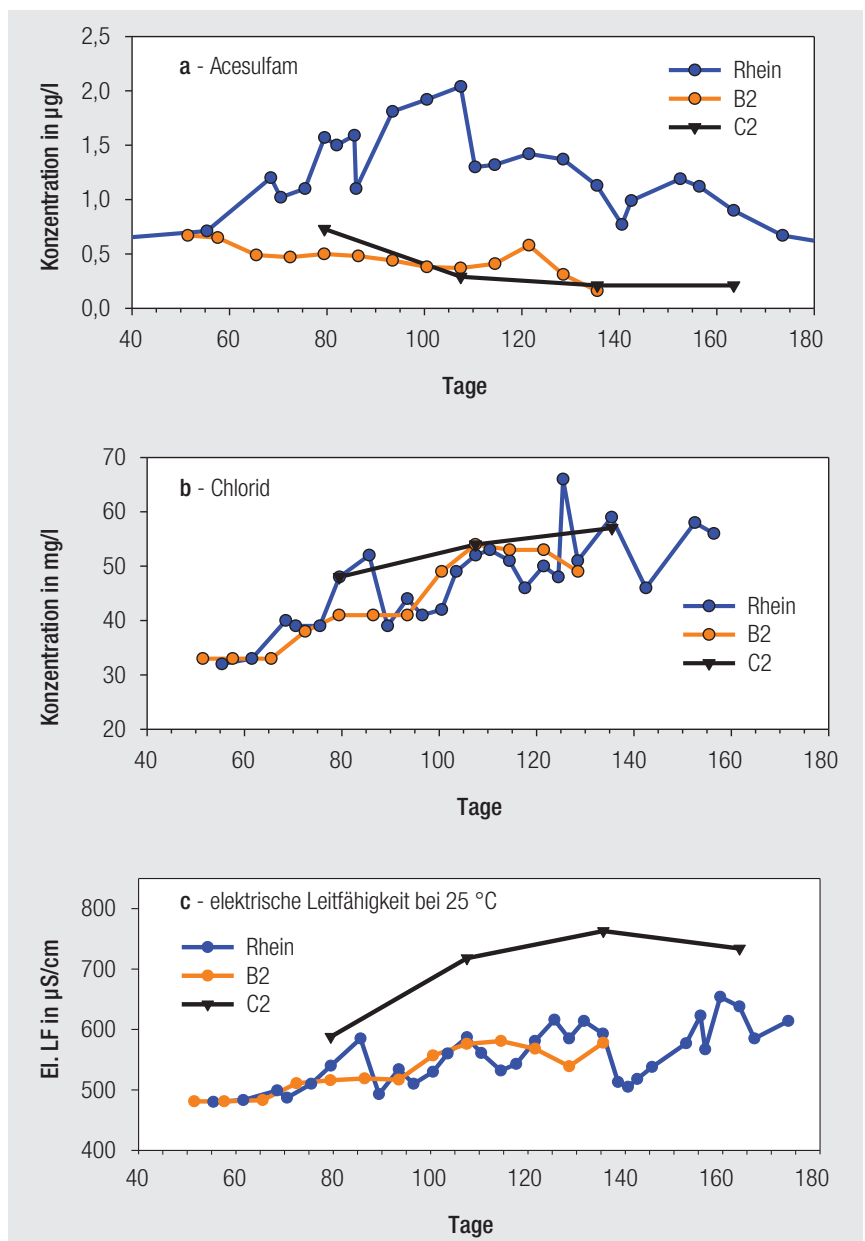 a - Acesulfam
Rhein
B2
C2
Konzentration in µg/l
2,5
2,0
1,5
1,0
0,5
0,0
40 60 80 100 120 140 160 180
Tage
b - Chlorid
Rhein
B2
C2
Konzentration in mg/l
70
60
50
40
30
20
40 60 80 100 120 140 160 180
Tage
c - elektrische Leitfähigkeit bei 25 °C
Rhein
B2
C2
El. LF in µS/cm
800
700
600
500
400
40 60 80 100 120 140 160 180
Tage